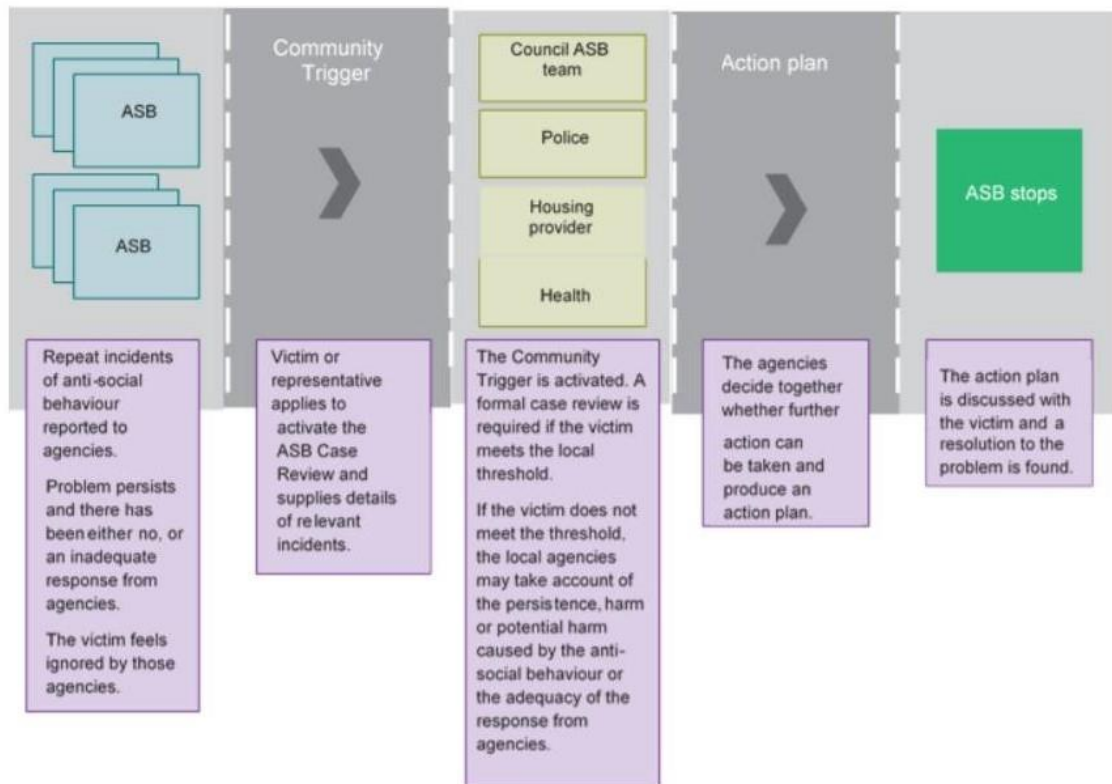 ASB
ASB
Repeat incidents
of anti-social
behaviour
reported to
agencies.
Problem persists
and there has
been either no, or
an inadequate
response from
agencies.
The victim feels
ignored by those
agencies.
Community
Trigger
Victim or
representative
applies to
activate the
ASB Case
Review and
supplies details
of relevant
incidents.
Council ASB
team
Police
Housing
provider
Health
The Community
Trigger is activated. A
formal case review is
required if the victim
meets the local
threshold.
If the victim does not
meet the threshold,
the local agencies
may take account of
the persistence, harm
or potential harm
caused by the anti-
social behaviour or
the adequacy of the
response from
agencies.
Action plan
The agencies
decide together
whether further
action can
be taken and
produce an
action plan.
ASB stops
The action plan
is discussed with
the victim and a
resolution to the
problem is found.